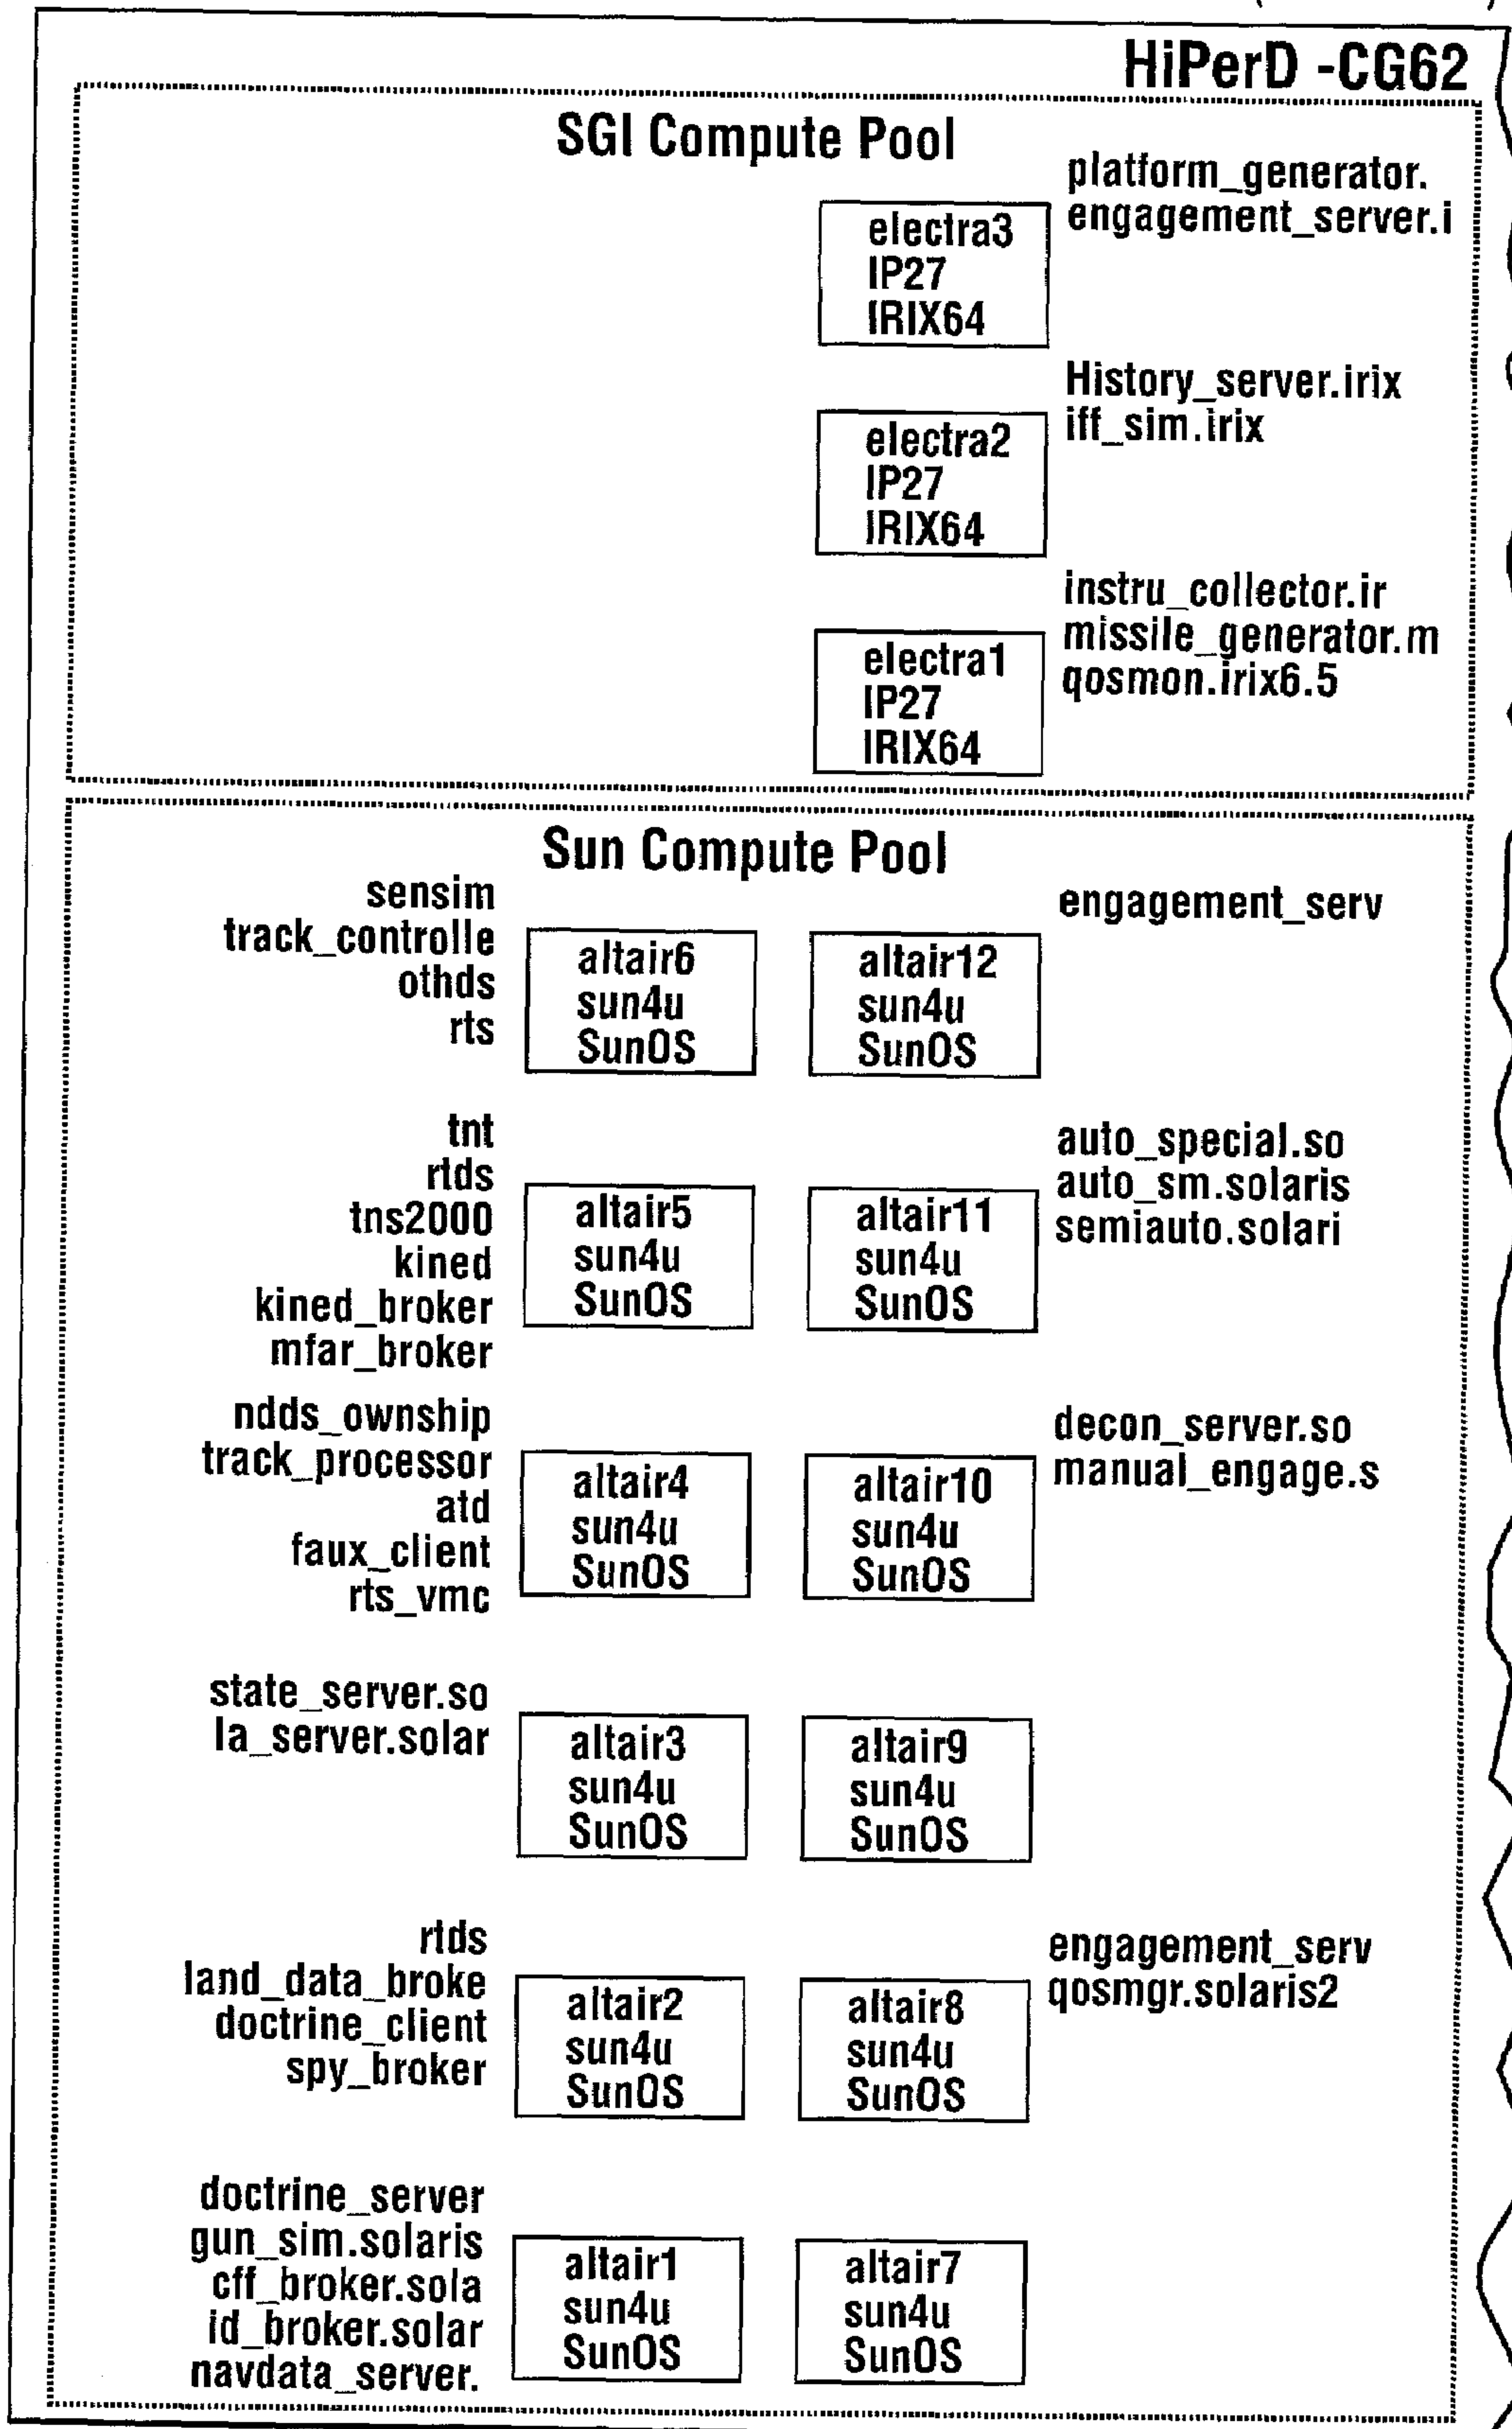 HiPerD -CG62
SGI Compute Pool
platform_generator.
engagement_server.i
electra3
IP27
IRIX64
History_server.irix
iff_sim.irix
electra2
IP27
IRIX64
instru_collector.ir
missile_generator.m
qosmon.irix6.5
electra1
IP27
IRIX64
Sun Compute Pool
sensim
track_controlle
othds
rts
altair6
sun4u
SunOS
altair12
sun4u
SunOS
engagement_serv
tnt
rtds
tns2000
kined
kined_broker
mfar_broker
altair5
sun4u
SunOS
altair11
sun4u
SunOS
auto_special.so
auto_sm.solaris
semiauto.solari
ndds_ownship
track_processor
atd
faux_client
rts_vmc
altair4
sun4u
SunOS
altair10
sun4u
SunOS
decon_server.so
manual_engage.s
state_server.so
la_server.solar
altair3
sun4u
SunOS
altair9
sun4u
SunOS
rtds
land_data_broke
doctrine_client
spy_broker
altair2
sun4u
SunOS
altair8
sun4u
SunOS
engagement_serv
qosmgr.solaris2
doctrine_server
gun_sim.solaris
cff_broker.sola
id_broker.solar
navdata_server.
altair1
sun4u
SunOS
altair7
sun4u
SunOS